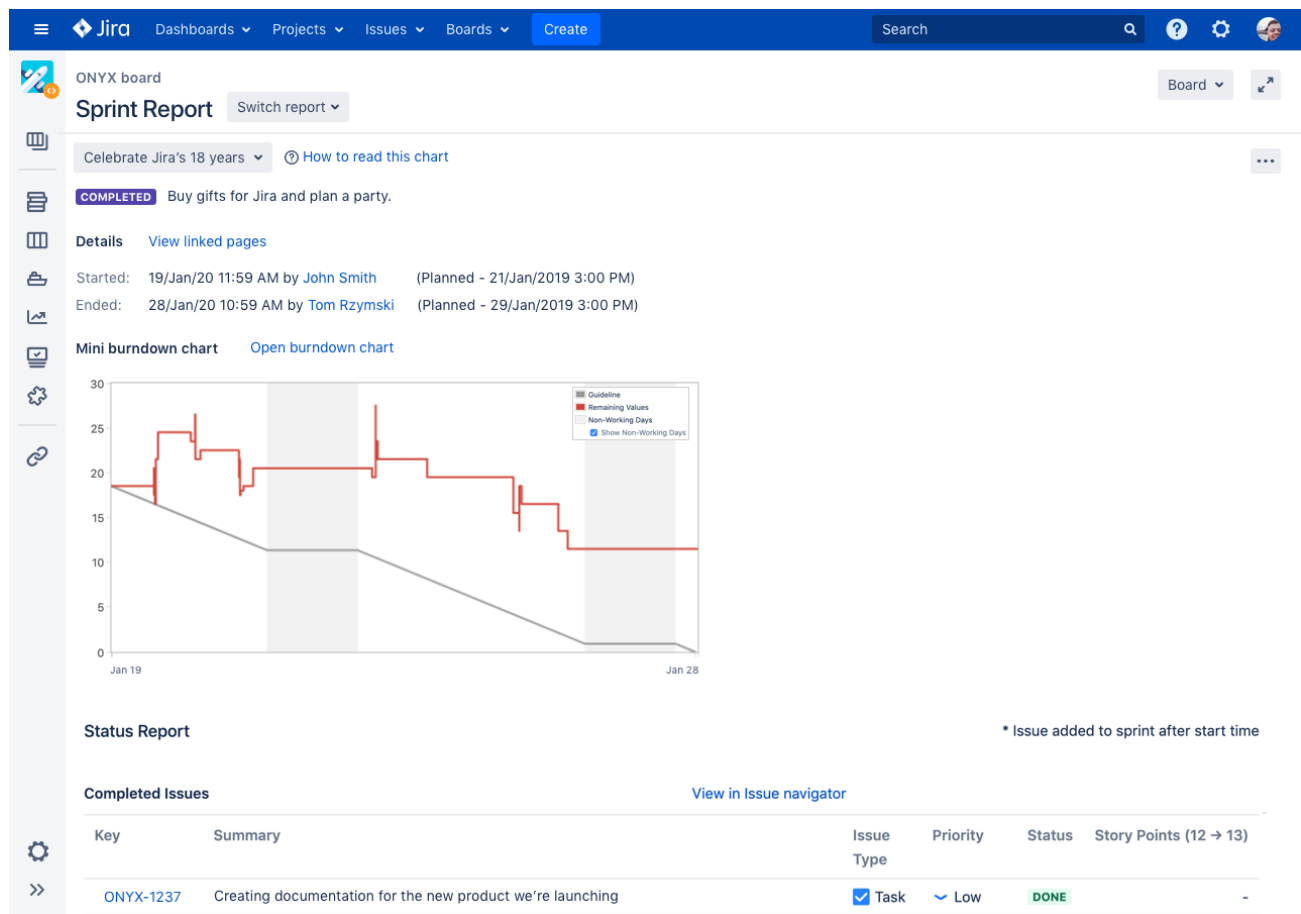 Jira Dashboards Projects Issues Boards Create Search
ONYX board
Sprint Report Switch report Board
Celebrate Jira's 18 years How to read this chart
COMPLETED Buy gifts for Jira and plan a party.
Details View linked pages
Started: 19/Jan/20 11:59 AM by John Smith (Planned - 21/Jan/2019 3:00 PM)
Ended: 28/Jan/20 10:59 AM by Tom Rzymski (Planned - 29/Jan/2019 3:00 PM)
Mini burndown chart Open burndown chart
30
Guideline
Remaining Values
Non-Working Days
Show Non-Working Days
25
20
15
10
5
0
Jan 19 Jan 28
Status Report * Issue added to sprint after start time
Completed Issues View in Issue navigator
Key Summary Issue Type Priority Status Story Points (12 → 13)
ONYX-1237 Creating documentation for the new product we're launching Task Low DONE -